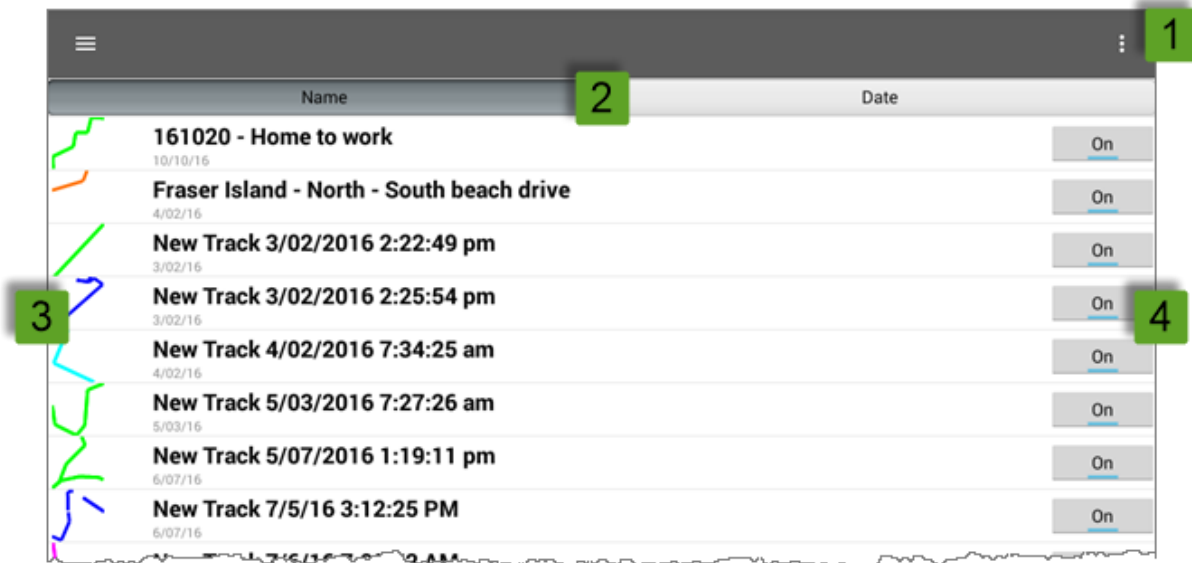 1
Name 2 Date
161020 - Home to work
10/10/16 On
Fraser Island - North - South beach drive
4/02/16 On
New Track 3/02/2016 2:22:49 pm
3/02/16 On
3 New Track 3/02/2016 2:25:54 pm
3/02/16 On 4
New Track 4/02/2016 7:34:25 am
4/02/16 On
New Track 5/03/2016 7:27:26 am
5/03/16 On
New Track 5/07/2016 1:19:11 pm
6/07/16 On
New Track 7/5/16 3:12:25 PM
6/07/16 On